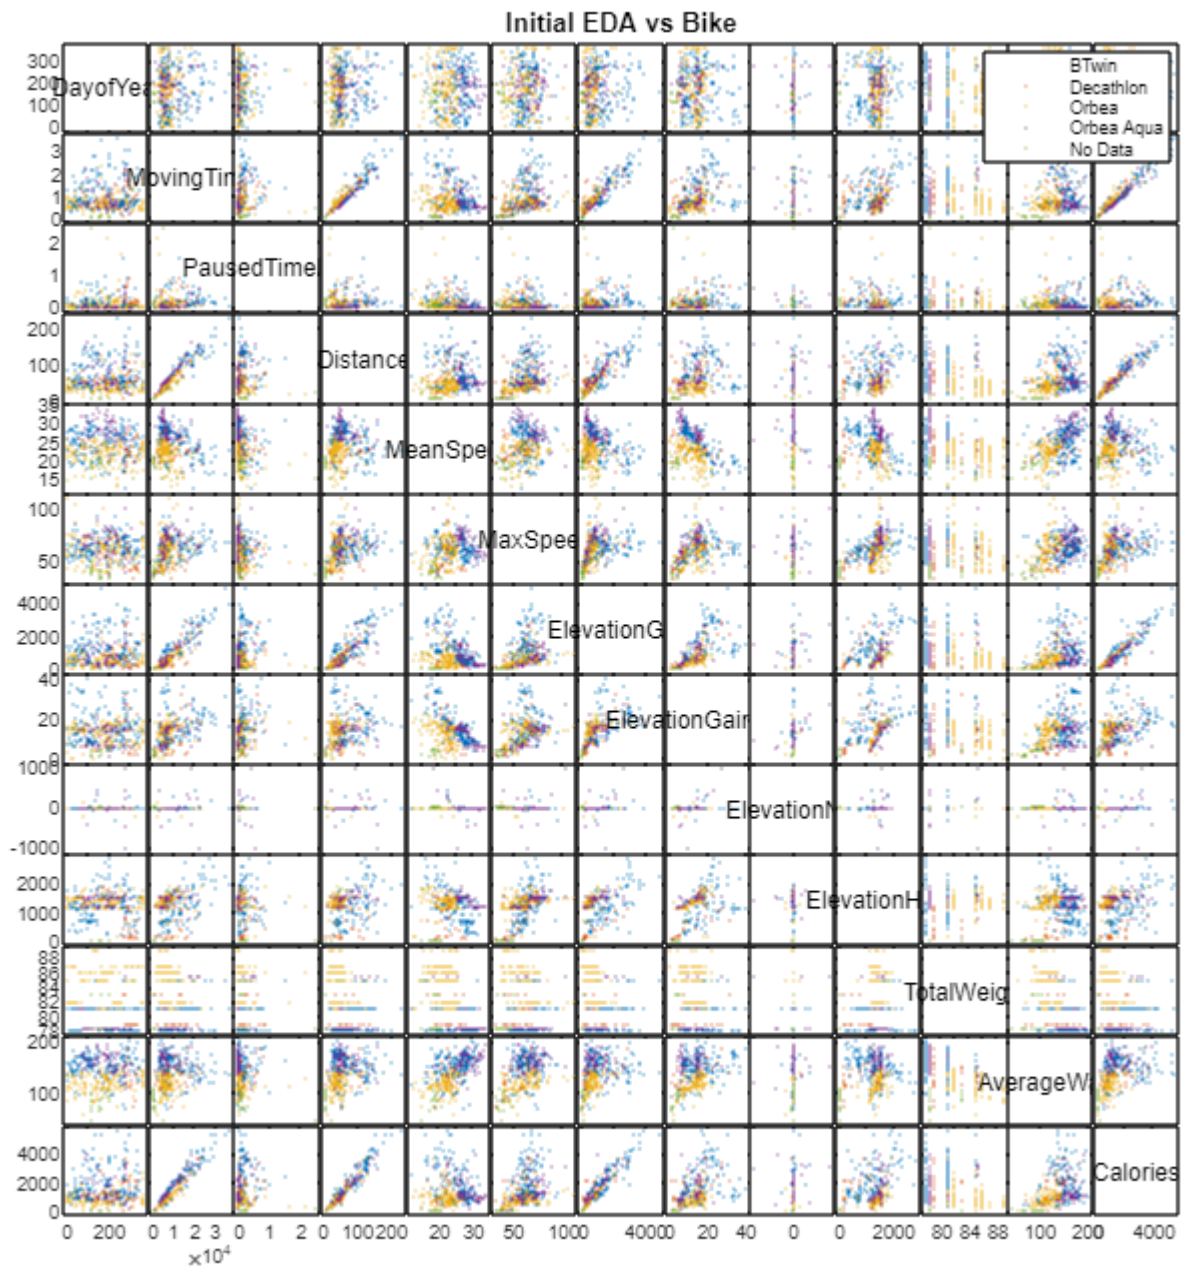 Initial EDA vs Bike
300
200
100
0
DayofYea
BTwin
Decathlon
Orbea
Orbea Aqua
No Data
3
2
1
0
MovingTin
2
1
0
PausedTime
200
100
0
Distance
35
30
25
20
15
MeanSpe
100
50
MaxSpee
4000
2000
0
ElevationG
40
20
0
ElevationGair
1000
0
-1000
ElevationN
2000
1000
0
ElevationH
88
86
84
82
80
78
TotalWeig
200
100
AverageW
4000
2000
0
Calories
0 200 0 1 2 3 0 1 2 0 100 200 20 30 50 100 0 4000 0 20 40 0 0 2000 80 84 88 100 200 0 4000
×10⁴